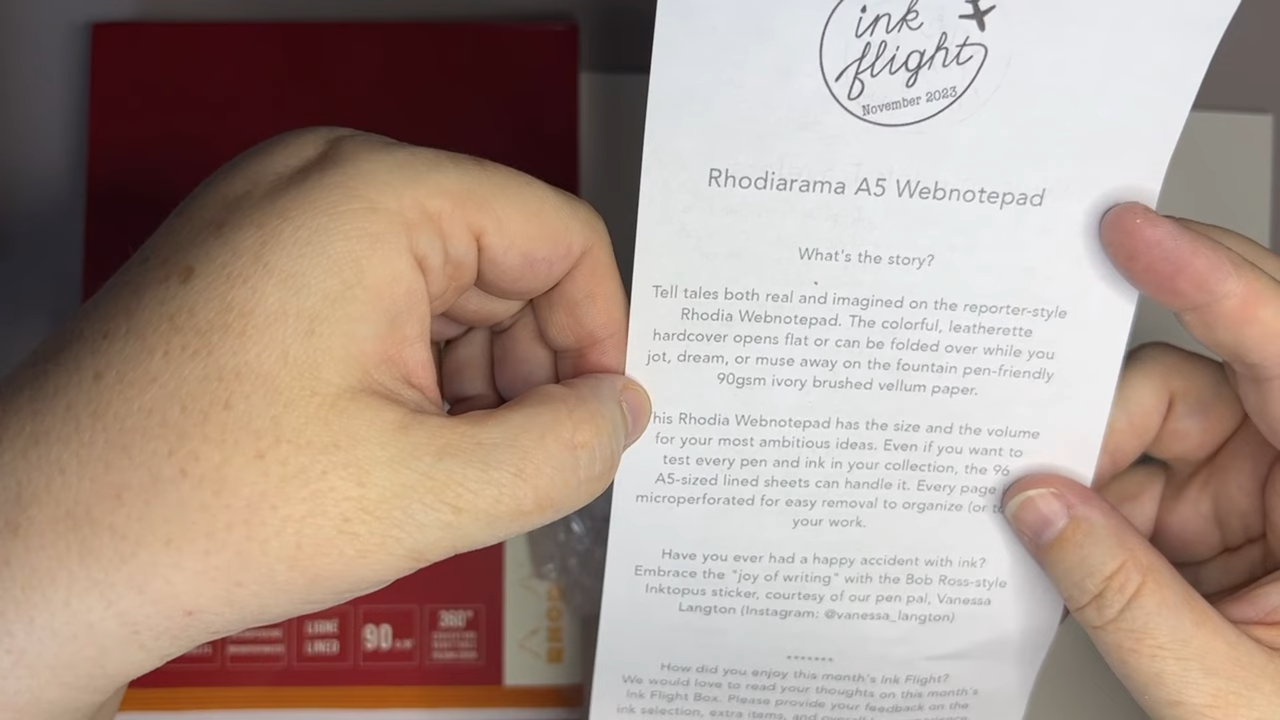 ink
flight
November 2023
Rhodiarama A5 Webnotepad
What's the story?
Tell tales both real and imagined on the reporter-style
Rhodia Webnotepad. The colorful, leatherette
hardcover opens flat or can be folded over while you
jot, dream, or muse away on the fountain pen-friendly
90gsm ivory brushed vellum paper.
his Rhodia Webnotepad has the size and the volume
for your most ambitious ideas. Even if you want to
test every pen and ink in your collection, the 96
A5-sized lined sheets can handle it. Every page
microperforated for easy removal to organize (or
your work.
Have you ever had a happy accident with ink?
Embrace the "joy of writing" with the Bob Ross-style
Inktopus sticker, courtesy of our pen pal, Vanessa
Langton (Instagram: @vanessa_langton)
*******
How did you enjoy this month's Ink Flight?
We would love to read your thoughts on this month's
Ink Flight Box. Please provide your feedback on the
ink selection, extra items, and overall
LIGNÉ
LINED
90
360°